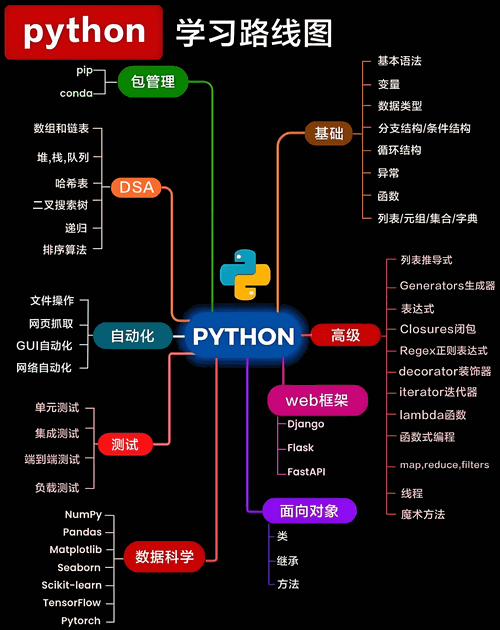 python 学习路线图
pip
conda
包管理
数组和链表
堆,栈,队列
哈希表
二叉搜索树
递归
排序算法
DSA
文件操作
网页抓取
GUI自动化
网络自动化
自动化
单元测试
集成测试
端到端测试
负载测试
测试
NumPy
Pandas
Matplotlib
Seaborn
Scikit-learn
TensorFlow
Pytorch
数据科学
PYTHON
基础
基本语法
变量
数据类型
分支结构/条件结构
循环结构
异常
函数
列表/元组/集合/字典
高级
列表推导式
Generators生成器
表达式
Closures闭包
Regex正则表达式
decorator装饰器
iterator迭代器
lambda函数
函数式编程
map,reduce,filters
线程
魔术方法
web框架
Django
Flask
FastAPI
面向对象
类
继承
方法